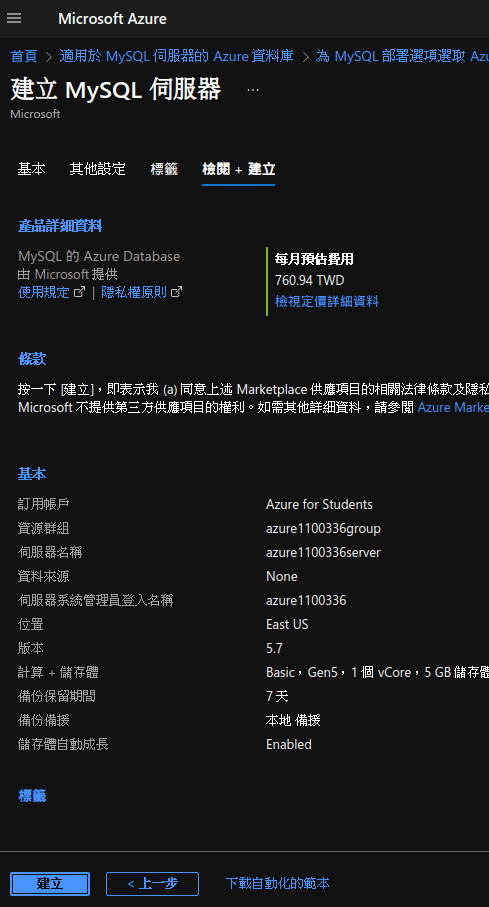 Microsoft Azure
首頁 > 適用於 MySQL 伺服器的 Azure 資料庫 > 為 MySQL 部署選項選取 Azu
建立 MySQL 伺服器 ...
Microsoft
基本 其他設定 標籤 檢閱 + 建立
產品詳細資料
MySQL 的 Azure Database
由 Microsoft 提供
使用規定 | 隱私權原則
每月預估費用
760.94 TWD
檢視定價詳細資料
條款
按一下 [建立]，即表示我 (a) 同意上述 Marketplace 供應項目的相關法律條款及隱私
Microsoft 不提供第三方供應項目的權利。如需其他詳細資料，請參閱 Azure Marke
基本
訂用帳戶 Azure for Students
資源群組 azure1100336group
伺服器名稱 azure1100336server
資料來源 None
伺服器系統管理員登入名稱 azure1100336
位置 East US
版本 5.7
計算 + 儲存體 Basic，Gen5，1 個 vCore，5 GB 儲存體
備份保留期間 7 天
備份備援 本地 備援
儲存體自動成長 Enabled
標籤
建立 < 上一步 下載自動化的範本